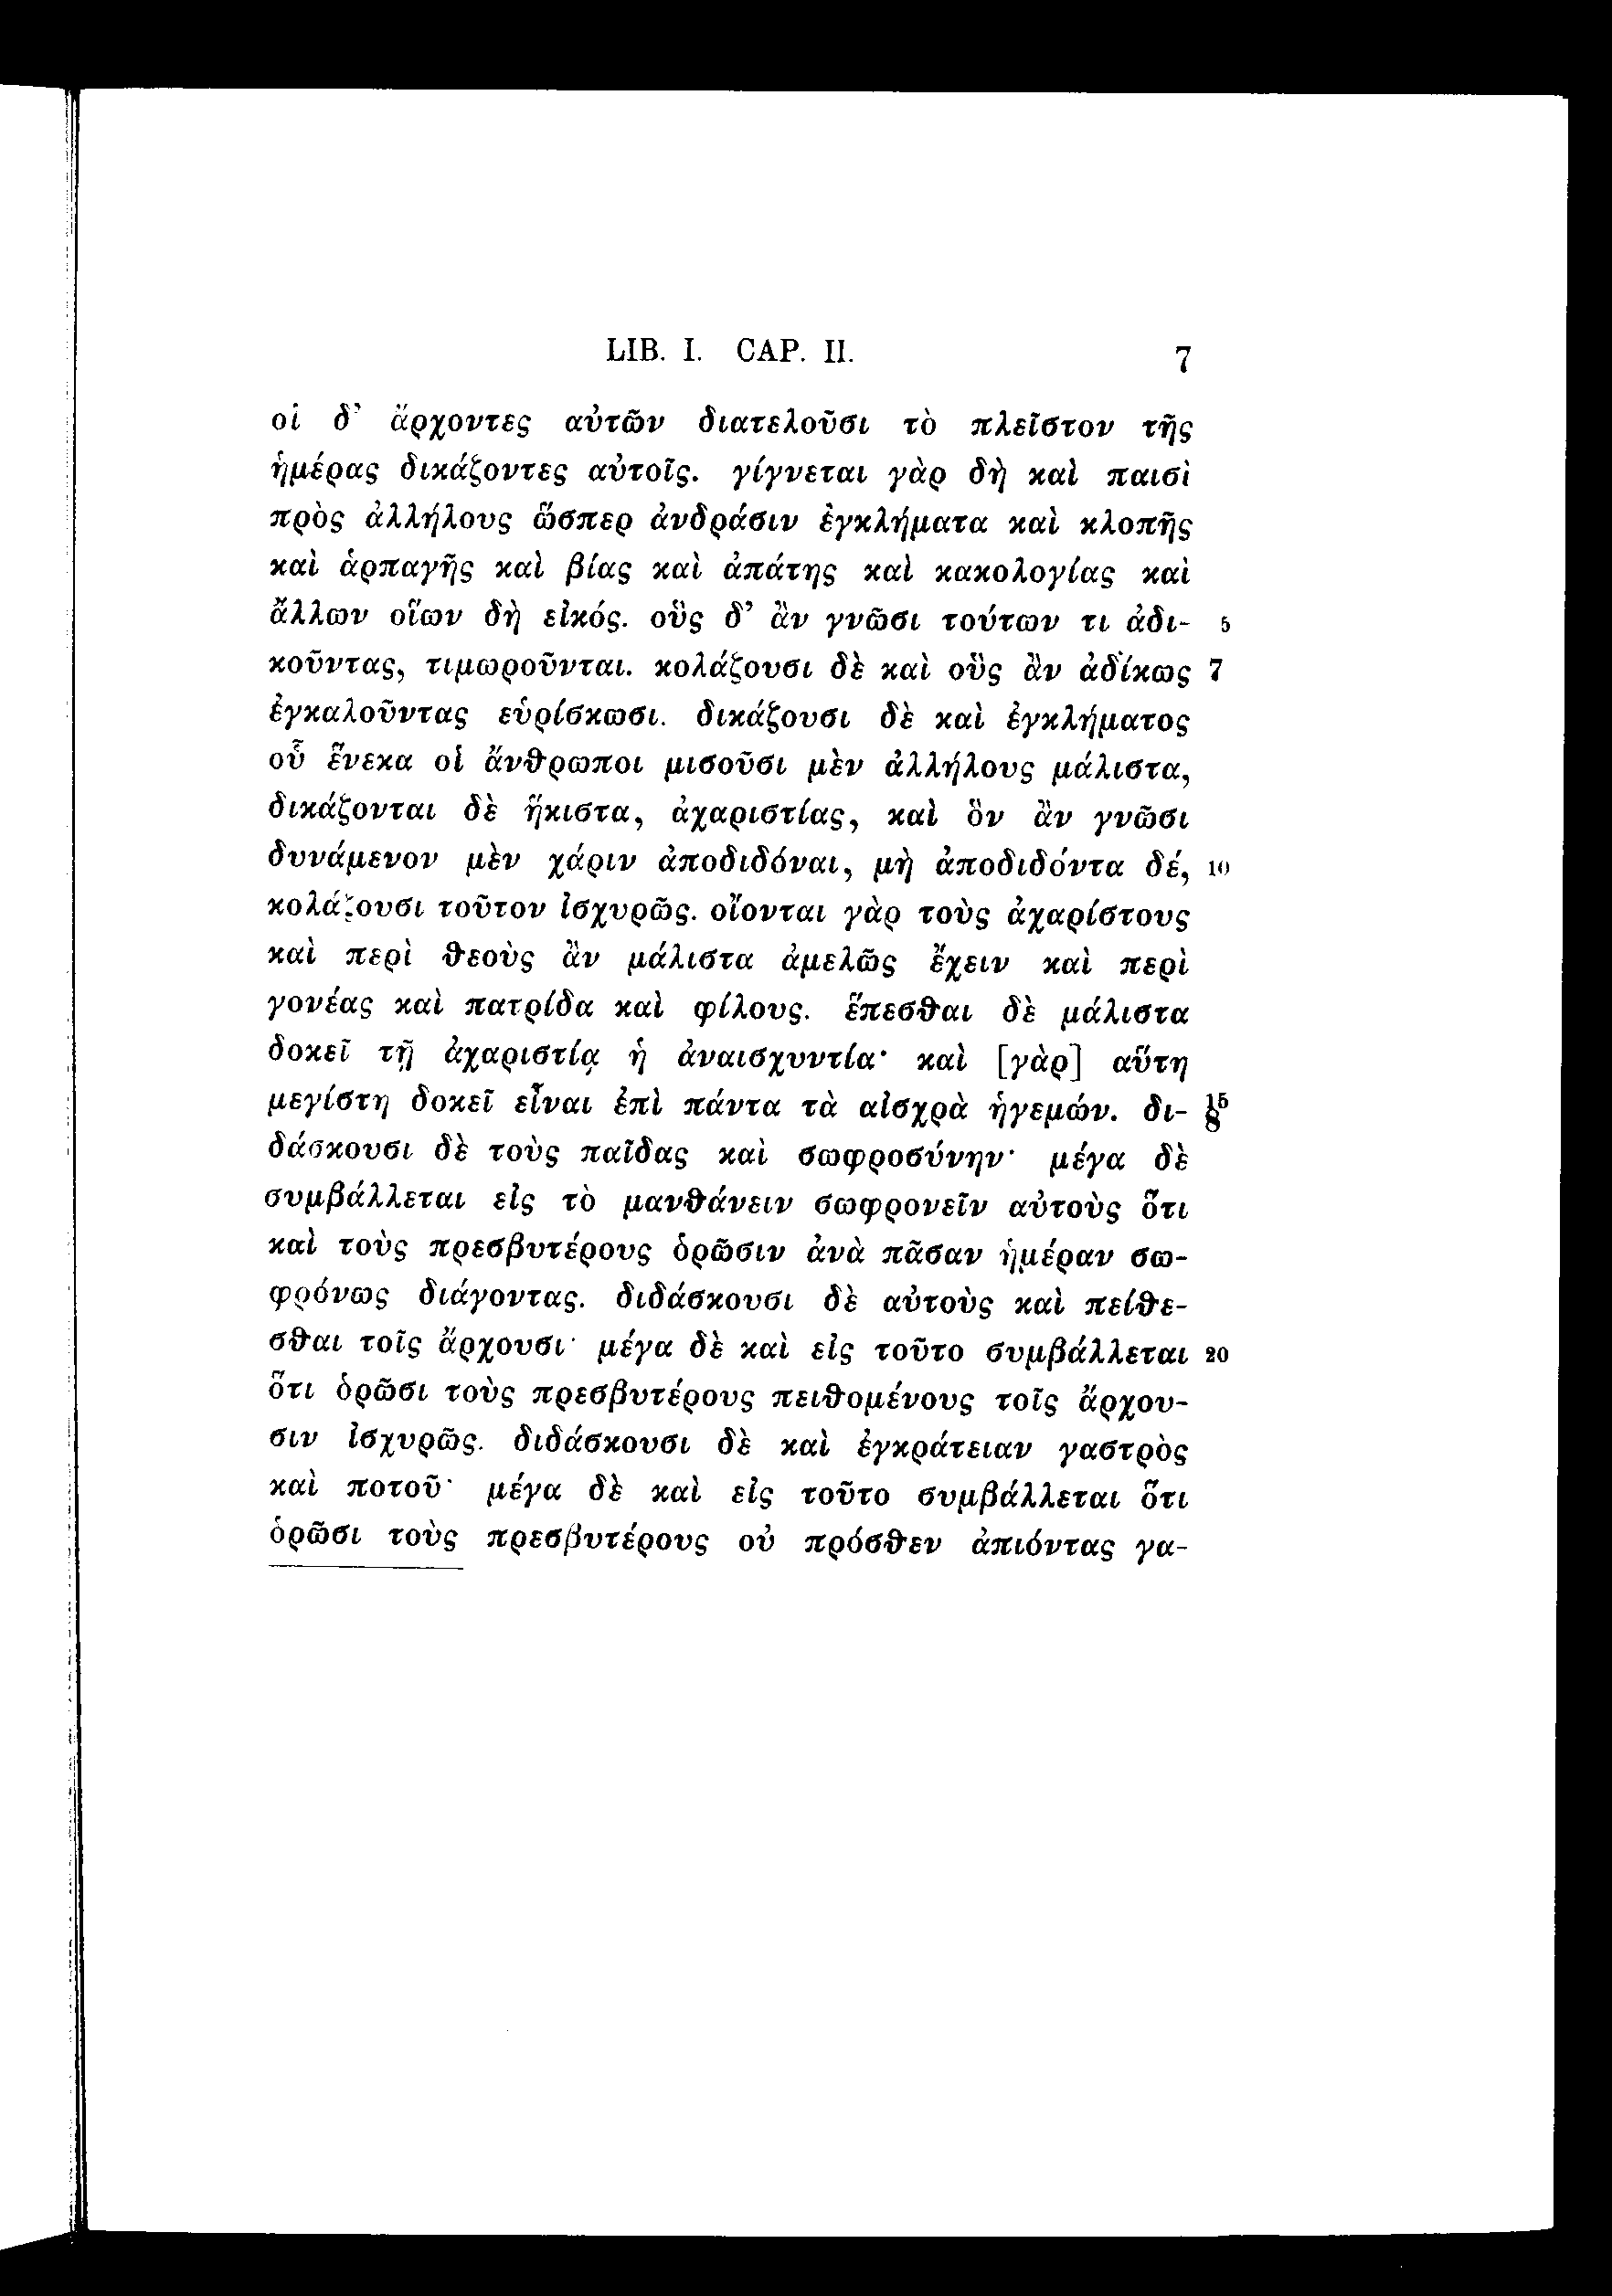 LIB. I. CAP. II. 7
οἱ δ’ ἄρχοντες αὐτῶν διατελοῦσι τὸ πλεῖστον τῆς
ἡμέρας δικάζοντες αὐτοῖς. γίγνεται γὰρ δὴ καὶ παισὶ
πρὸς ἀλλήλους ὥσπερ ἀνδράσιν ἐγκλήματα καὶ κλοπῆς
καὶ ἁρπαγῆς καὶ βίας καὶ ἀπάτης καὶ κακολογίας καὶ
ἄλλων οἵων δὴ εἰκός. οὓς δ’ ἂν γνῶσι τούτων τι ἀδι- 5
κοῦντας, τιμωροῦνται. κολάζουσι δὲ καὶ οὓς ἂν ἀδίκως 7
ἐγκαλοῦντας εὑρίσκωσι. δικάζουσι δὲ καὶ ἐγκλήματος
οὗ ἕνεκα οἱ ἄνθρωποι μισοῦσι μὲν ἀλλήλους μάλιστα,
δικάζονται δὲ ἥκιστα, ἀχαριστίας, καὶ ὃν ἂν γνῶσι
δυνάμενον μὲν χάριν ἀποδιδόναι, μὴ ἀποδιδόντα δέ, 10
κολάζουσι τοῦτον ἰσχυρῶς. οἴονται γὰρ τοὺς ἀχαρίστους
καὶ περὶ θεοὺς ἂν μάλιστα ἀμελῶς ἔχειν καὶ περὶ
γονέας καὶ πατρίδα καὶ φίλους. ἕπεσθαι δὲ μάλιστα
δοκεῖ τῇ ἀχαριστίᾳ ἡ ἀναισχυντία· καὶ [γὰρ] αὕτη
μεγίστη δοκεῖ εἶναι ἐπὶ πάντα τὰ αἰσχρὰ ἡγεμών. δι- 15 8
δάσκουσι δὲ τοὺς παῖδας καὶ σωφροσύνην· μέγα δὲ
συμβάλλεται εἰς τὸ μανθάνειν σωφρονεῖν αὐτοὺς ὅτι
καὶ τοὺς πρεσβυτέρους ὁρῶσιν ἀνὰ πᾶσαν ἡμέραν σω-
φρόνως διάγοντας. διδάσκουσι δὲ αὐτοὺς καὶ πείθε-
σθαι τοῖς ἄρχουσι· μέγα δὲ καὶ εἰς τοῦτο συμβάλλεται 20
ὅτι ὁρῶσι τοὺς πρεσβυτέρους πειθομένους τοῖς ἄρχου-
σιν ἰσχυρῶς. διδάσκουσι δὲ καὶ ἐγκράτειαν γαστρὸς
καὶ ποτοῦ· μέγα δὲ καὶ εἰς τοῦτο συμβάλλεται ὅτι
ὁρῶσι τοὺς πρεσβυτέρους οὐ πρόσθεν ἀπιόντας γα-